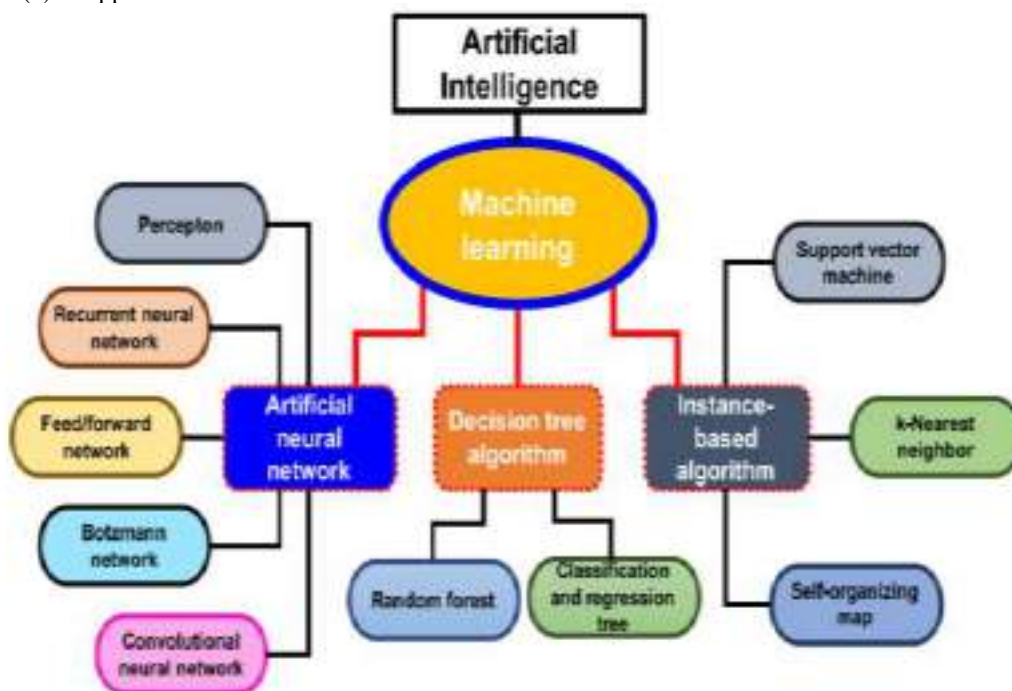 Artificial
Intelligence
Machine
learning
Percepton
Recurrent neural
network
Feed/forward
network
Botzmann
network
Convolutional
neural network
Artificial
neural
network
Decision tree
algorithm
Instance-
based
algorithm
Random forest
Classification
and regression
tree
Support vector
machine
k-Nearest
neighbor
Self-organizing
map